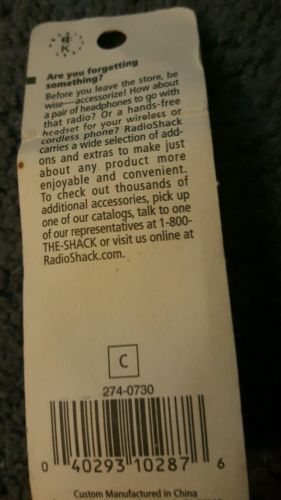 K
Are you forgetting
something?
Before you leave the store, be
wise—accessorize! How about
a pair of headphones to go with
that radio? Or a hands-free
headset for your wireless or
cordless phone? RadioShack
carries a wide selection of add-
ons and extras to make just
about any product more
enjoyable and convenient.
To check out thousands of
additional accessories, pick up
one of our catalogs, talk to one
of our representatives at 1-800-
THE-SHACK or visit us online at
RadioShack.com.
C
274-0730
0 40293 10287 6
Custom Manufactured in China